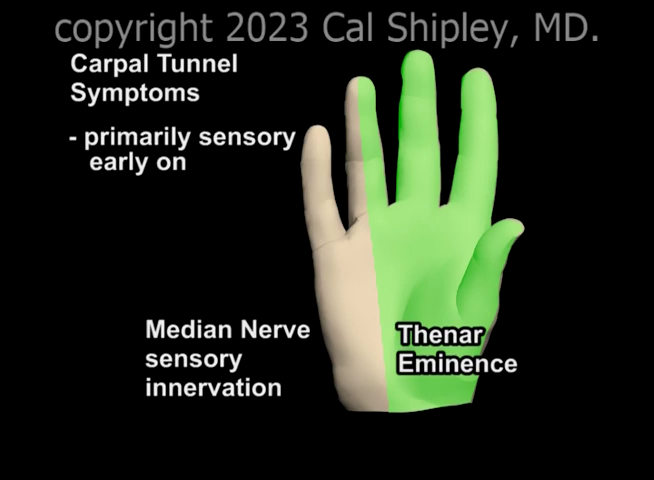 copyright 2023 Cal Shipley, MD.
Carpal Tunnel
Symptoms
- primarily sensory
early on
Median Nerve
sensory
innervation
Thenar
Eminence